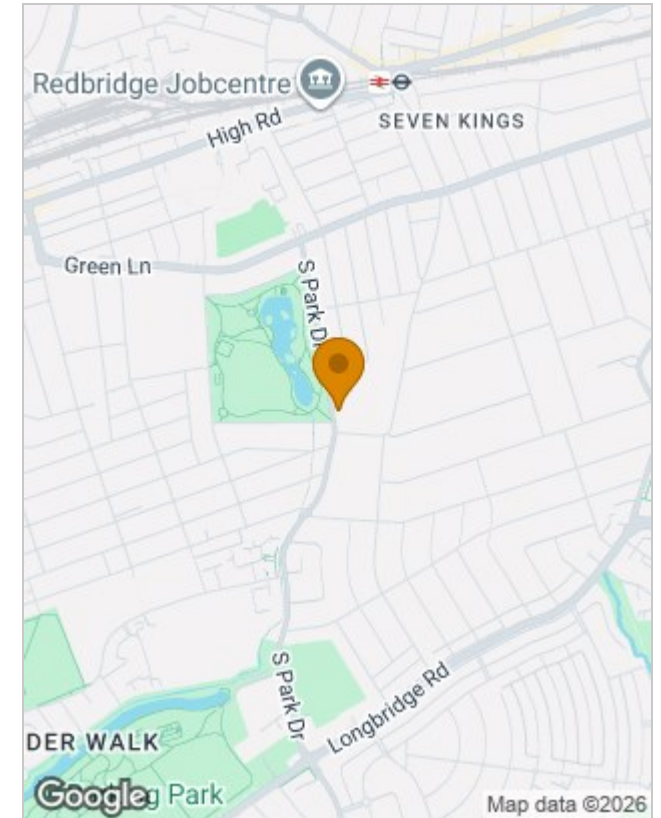 Redbridge Jobcentre
High Rd
SEVEN KINGS
Green Ln
S Park Dr
S Park Dr
Longbridge Rd
DER WALK
Park
Google
Map data ©2026